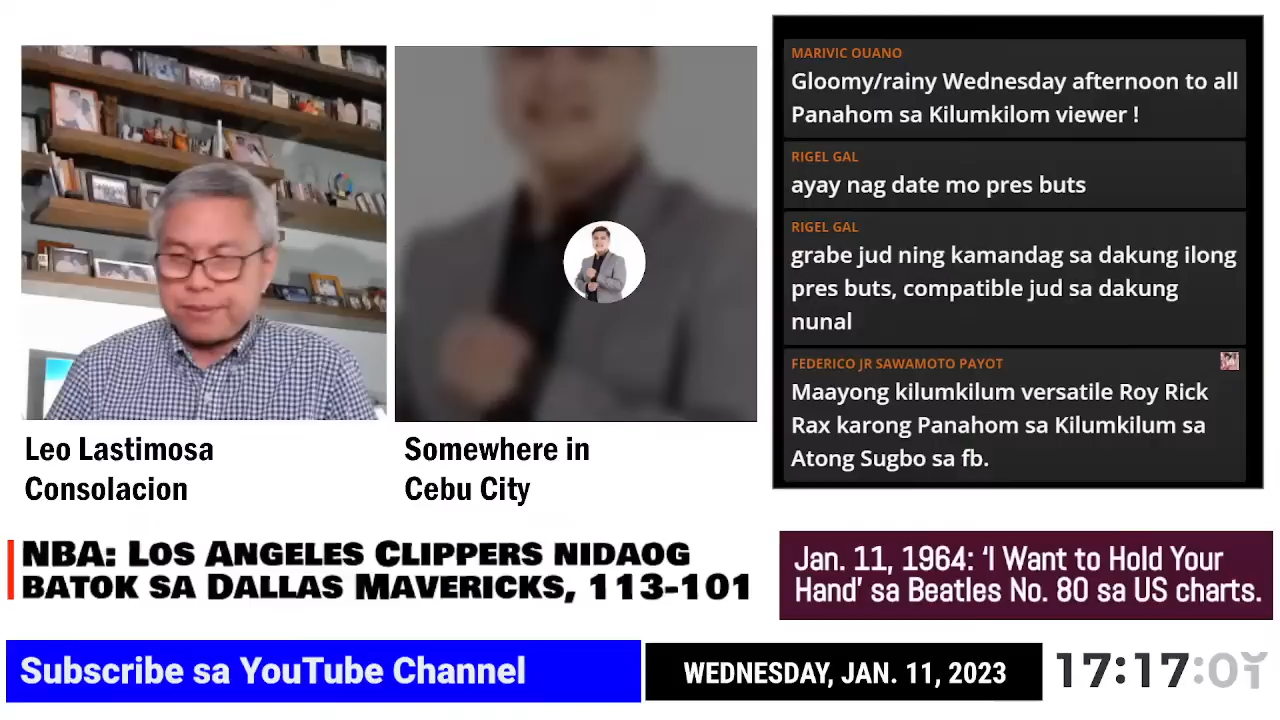 MARIVIC OUANO
Gloomy/rainy Wednesday afternoon to all
Panahom sa Kilumkilom viewer !
RIGEL GAL
ayay nag date mo pres buts
RIGEL GAL
grabe jud ning kamandag sa dakung ilong
pres buts, compatible jud sa dakung
nunal
FEDERICO JR SAWAMOTO PAYOT
Maayong kilumkilum versatile Roy Rick
Rax karong Panahom sa Kilumkilum sa
Atong Sugbo sa fb.
Leo Lastimosa
Consolacion
Somewhere in
Cebu City
NBA: Los Angeles Clippers nidaog
batok sa Dallas Mavericks, 113-101
Jan. 11, 1964: ‘I Want to Hold Your
Hand’ sa Beatles No. 80 sa US charts.
Subscribe sa YouTube Channel
WEDNESDAY, JAN. 11, 2023
17:17